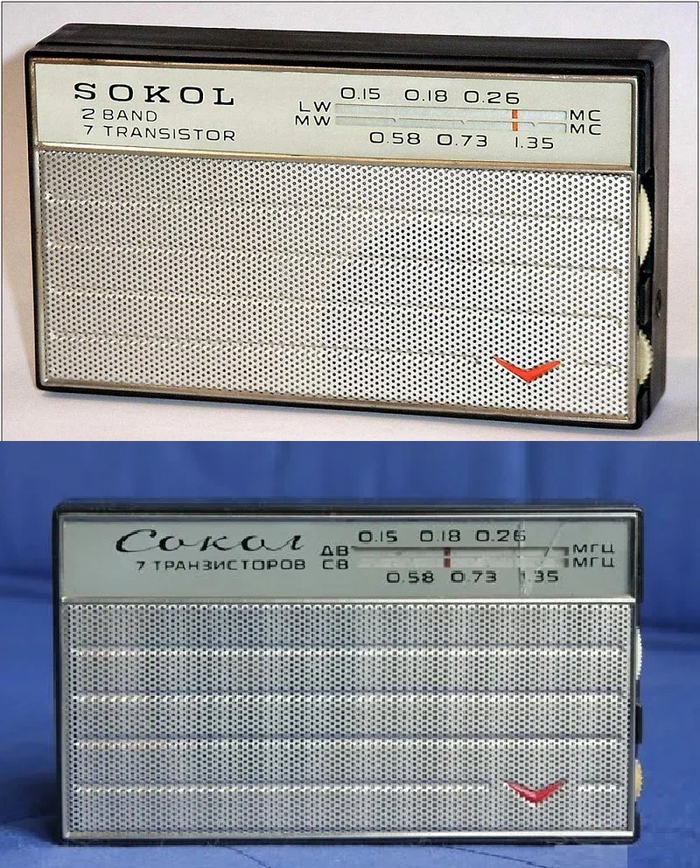 SOKOL
2 BAND
7 TRANSISTOR
0.15 0.18 0.26
LW MC
MW MC
0.58 0.73 1.35
Сокол
7 ТРАНЗИСТОРОВ
0.15 0.18 0.26
ДВ МГЦ
СВ МГЦ
0.58 0.73 1.35